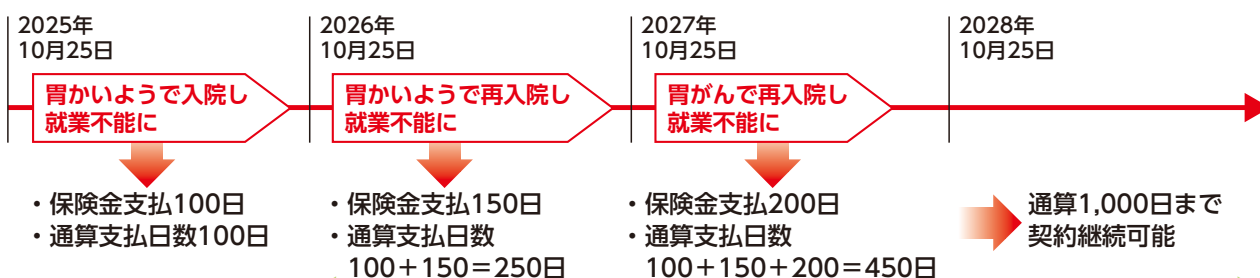 2025年
10月25日
2026年
10月25日
2027年
10月25日
2028年
10月25日
胃かいようで入院し
就業不能に
胃かいようで再入院し
就業不能に
胃がんで再入院し
就業不能に
・保険金支払100日
・通算支払日数100日
・保険金支払150日
・通算支払日数
100＋150＝250日
・保険金支払200日
・通算支払日数
100＋150＋200＝450日
通算1,000日まで
契約継続可能